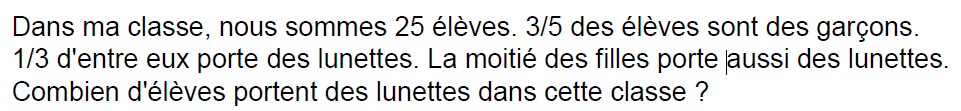 Dans ma classe, nous sommes 25 élèves. 3/5 des élèves sont des garçons.
1/3 d'entre eux porte des lunettes. La moitié des filles porte aussi des lunettes.
Combien d'élèves portent des lunettes dans cette classe ?